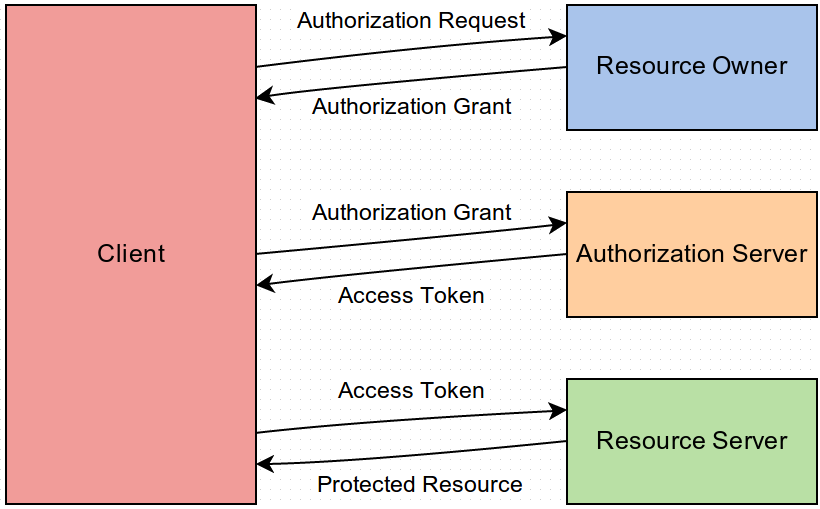 Authorization Request
Resource Owner
Authorization Grant
Authorization Grant
Client
Authorization Server
Access Token
Access Token
Resource Server
Protected Resource